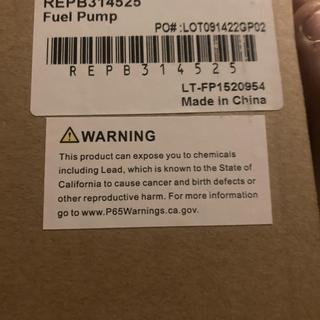 REPB314525
Fuel Pump
PO# :LOT091422GP02
REPB314525
LT-FP1520954
Made in China
WARNING
This product can expose you to chemicals
including Lead, which is known to the State of
California to cause cancer and birth defects or
other reproductive harm. For more information
go to www.P65Warnings.ca.gov.